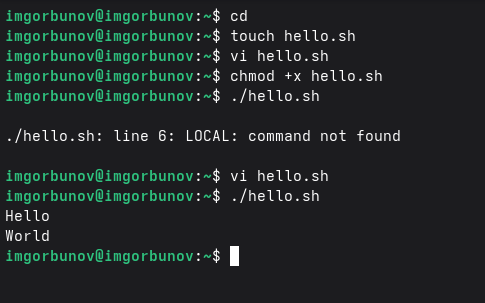 imgorbunov@imgorbunov:~$ cd
imgorbunov@imgorbunov:~$ touch hello.sh
imgorbunov@imgorbunov:~$ vi hello.sh
imgorbunov@imgorbunov:~$ chmod +x hello.sh
imgorbunov@imgorbunov:~$ ./hello.sh
./hello.sh: line 6: LOCAL: command not found
imgorbunov@imgorbunov:~$ vi hello.sh
imgorbunov@imgorbunov:~$ ./hello.sh
Hello
World
imgorbunov@imgorbunov:~$